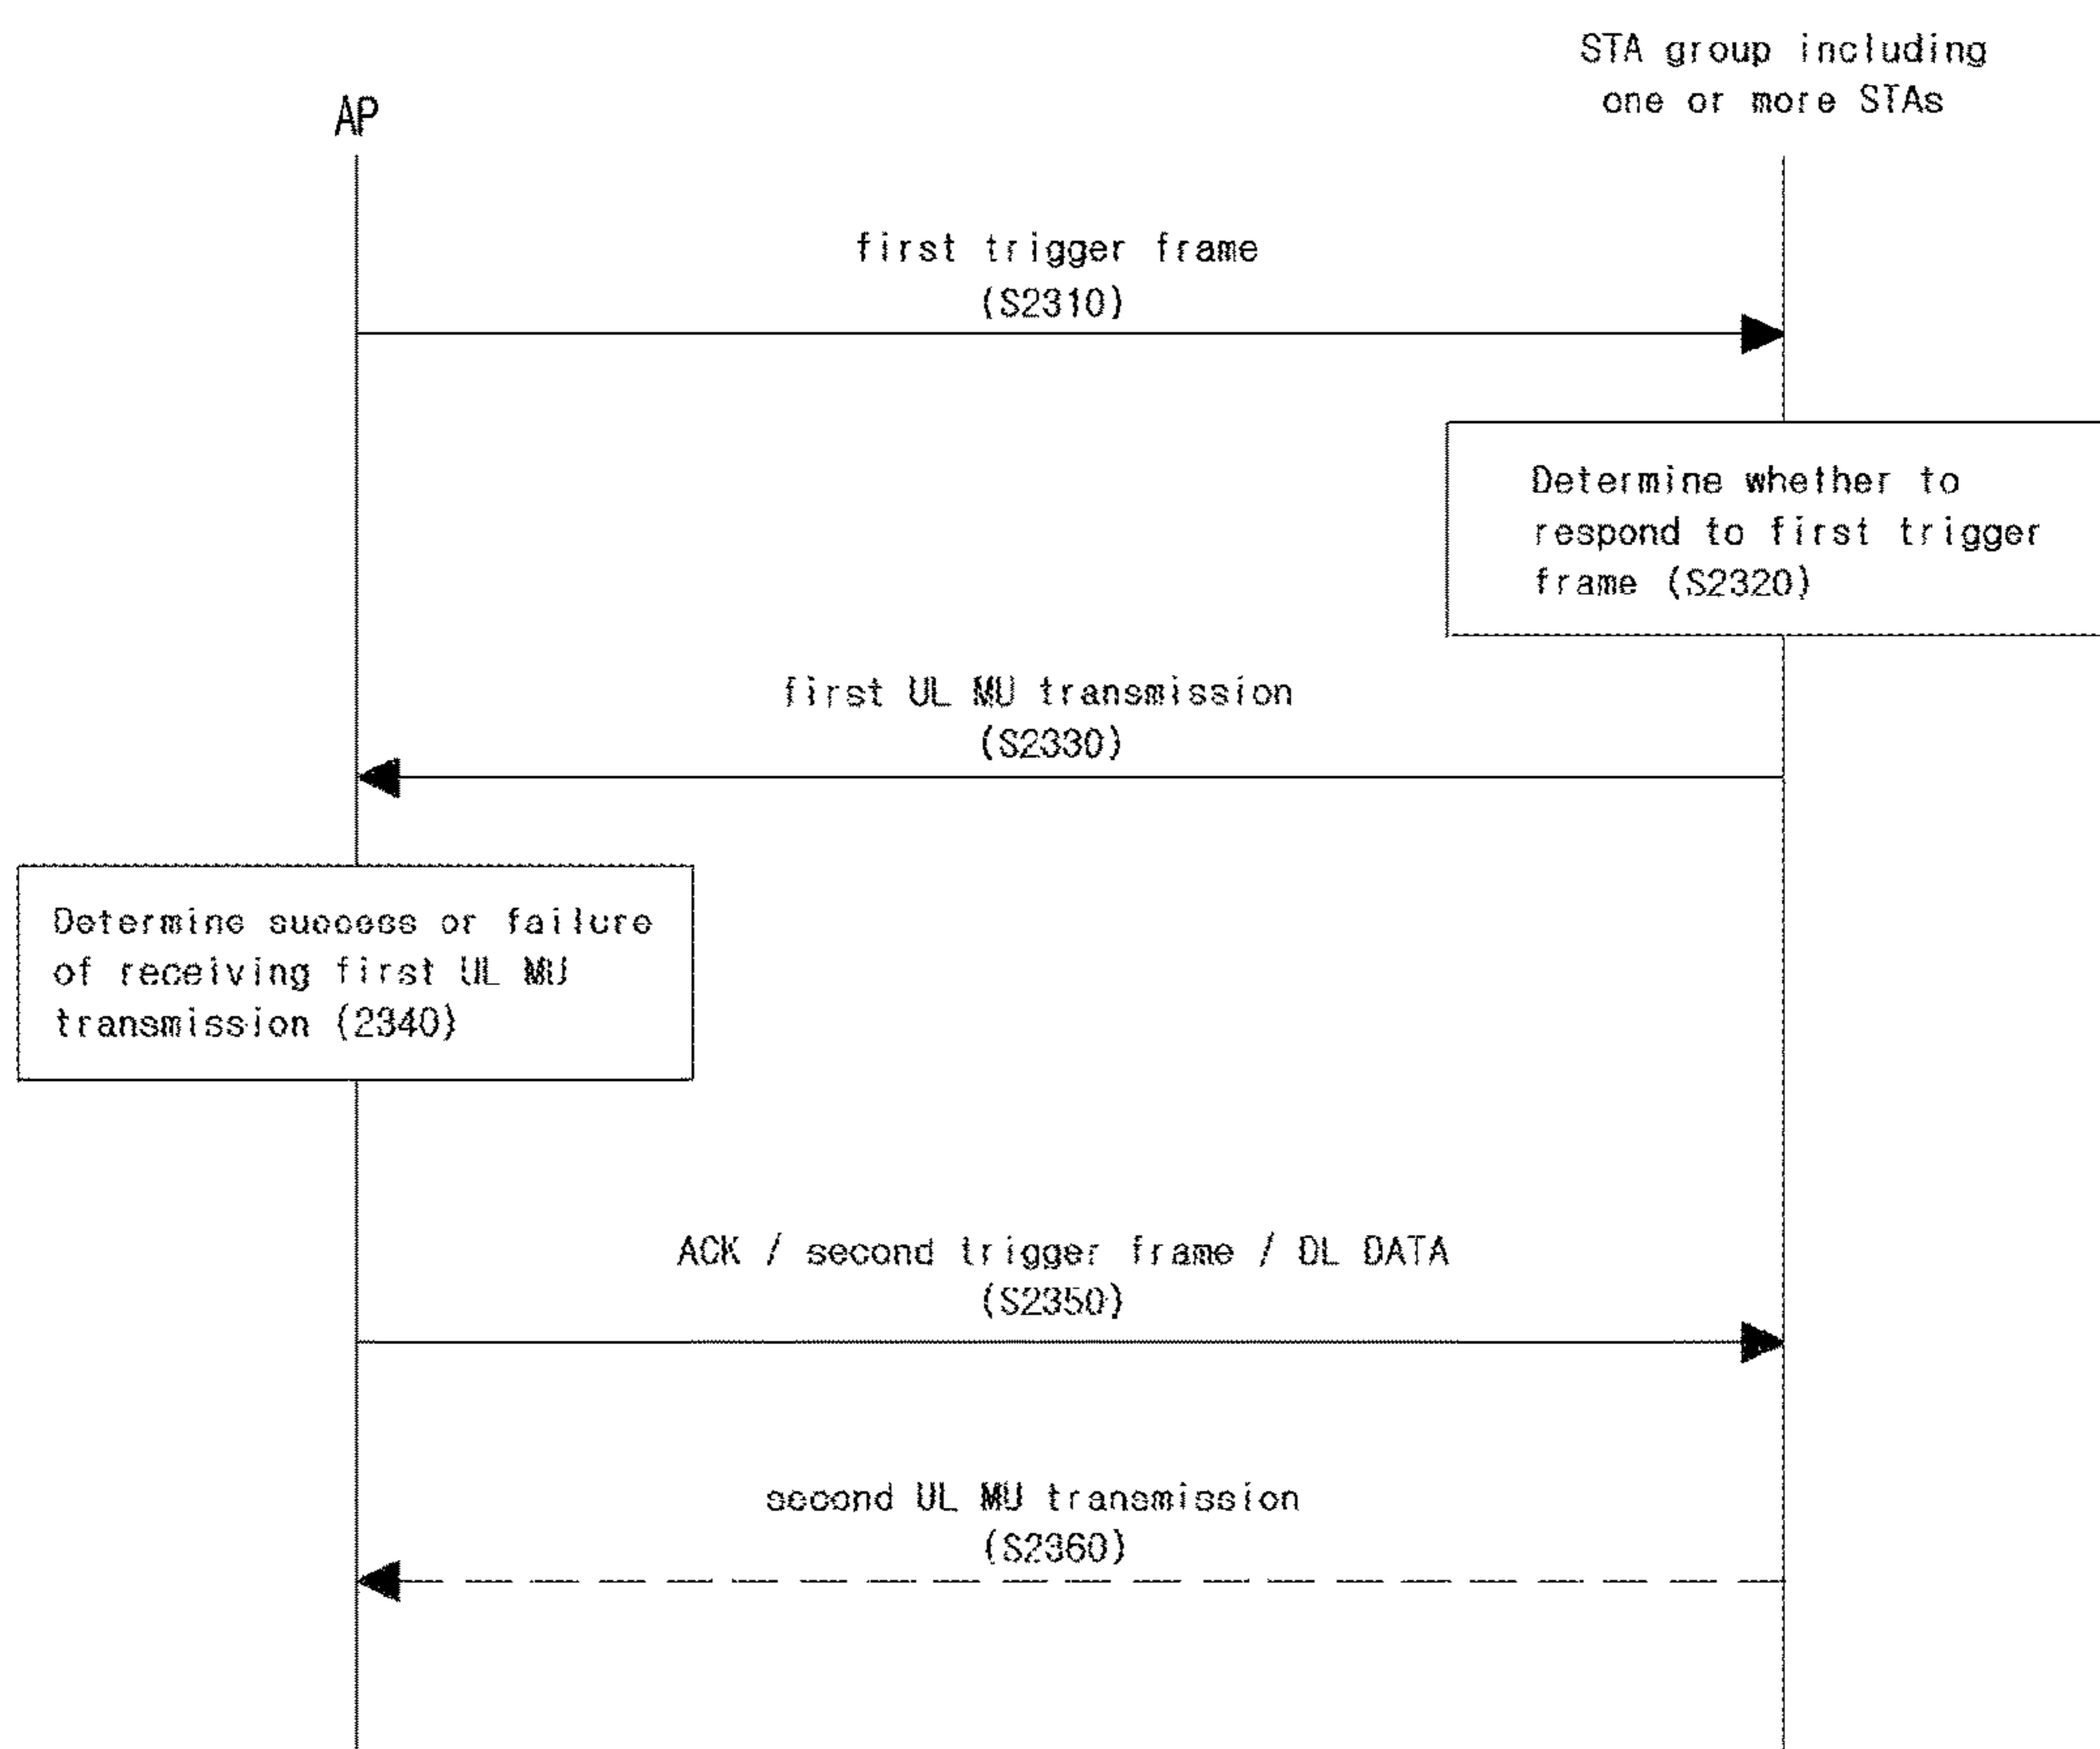 STA group including
one or more STAs
AP
first trigger frame
(S2310)
Determine whether to
respond to first trigger
frame (S2320)
first UL MU transmission
(S2330)
Determine success or failure
of receiving first UL MU
transmission (2340)
ACK / second trigger frame / DL DATA
(S2350)
second UL MU transmission
(S2360)